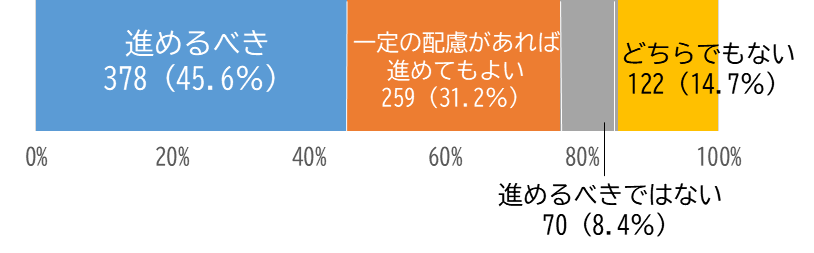 進めるべき
378（45.6%）
一定の配慮があれば
進めてもよい
259（31.2%）
どちらでもない
122（14.7%）
0%
20%
40%
60%
80%
100%
進めるべきではない
70（8.4%）